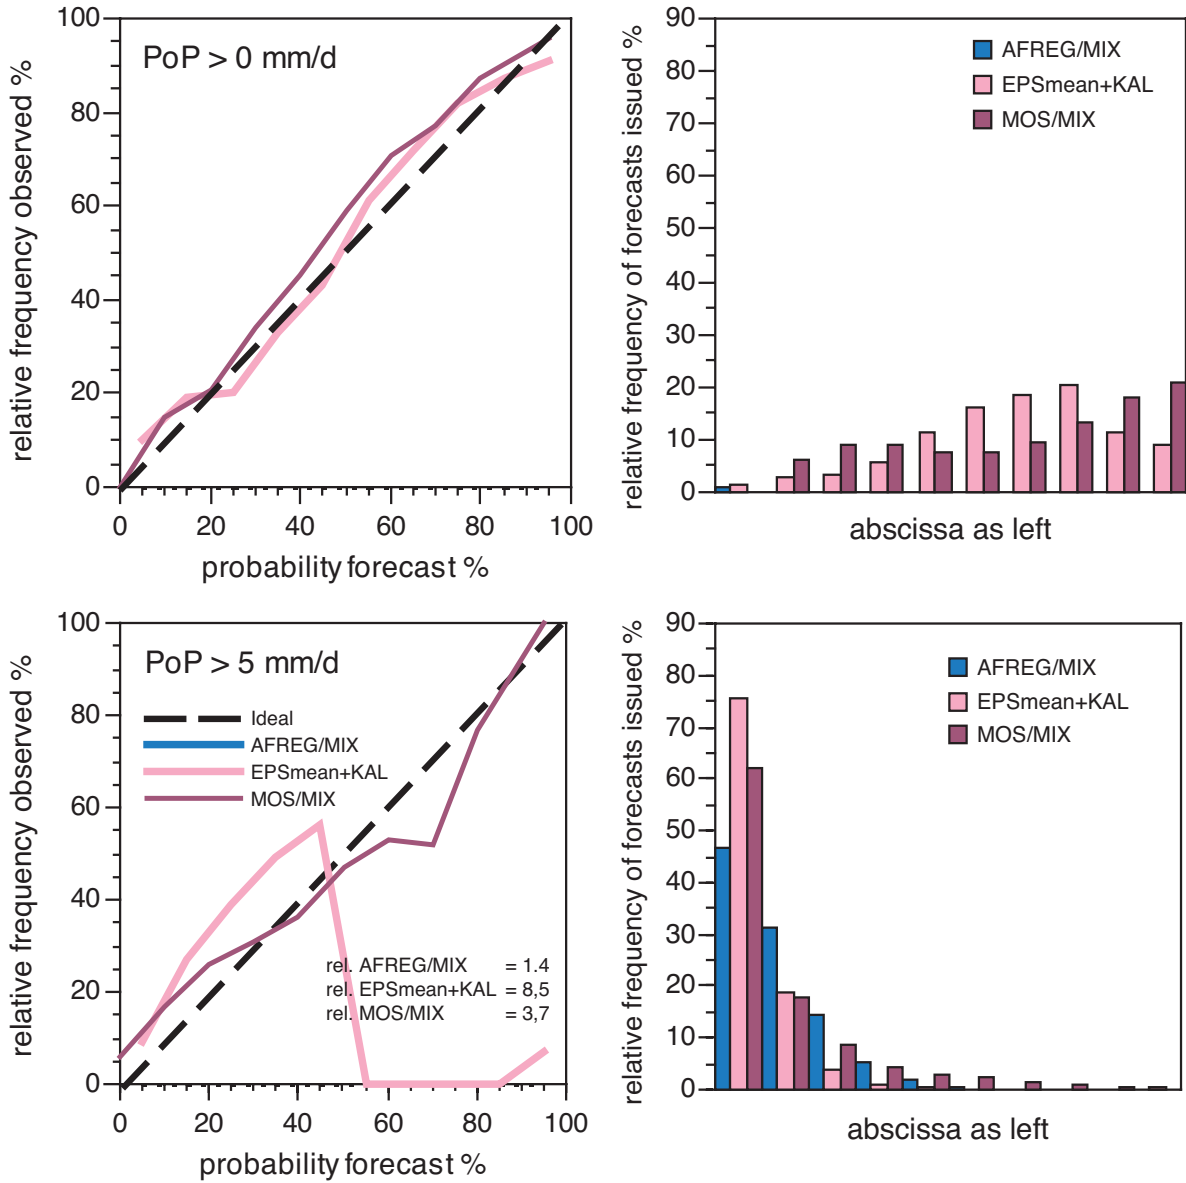 PoP > 0 mm/d
relative frequency observed %
100
80
60
40
20
0
0 20 40 60 80 100
probability forecast %
relative frequency of forecasts issued %
90
80
70
60
50
40
30
20
10
0
AFREG/MIX
EPSmean+KAL
MOS/MIX
abscissa as left
PoP > 5 mm/d
relative frequency observed %
100
80
60
40
20
0
Ideal
AFREG/MIX
EPSmean+KAL
MOS/MIX
rel. AFREG/MIX = 1.4
rel. EPSmean+KAL = 8,5
rel. MOS/MIX = 3,7
0 20 40 60 80 100
probability forecast %
relative frequency of forecasts issued %
90
80
70
60
50
40
30
20
10
0
AFREG/MIX
EPSmean+KAL
MOS/MIX
abscissa as left